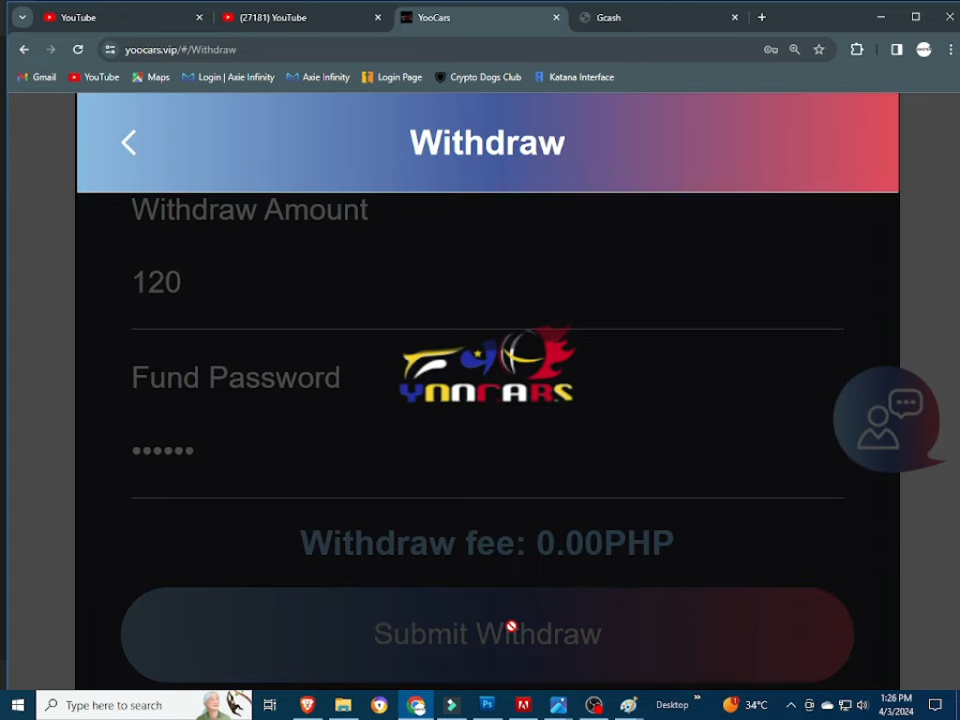 YouTube
(27181) YouTube
YooCars
Gcash
yoocars.vip/#/Withdraw
Gmail
YouTube
Maps
Login | Axie Infinity
Axie Infinity
Login Page
Crypto Dogs Club
Katana Interface
Withdraw
Withdraw Amount
120
YOOCARS
Fund Password
Withdraw fee: 0.00PHP
Submit Withdraw
Type here to search
Ps
Desktop
34°C
1:26 PM
4/3/2024